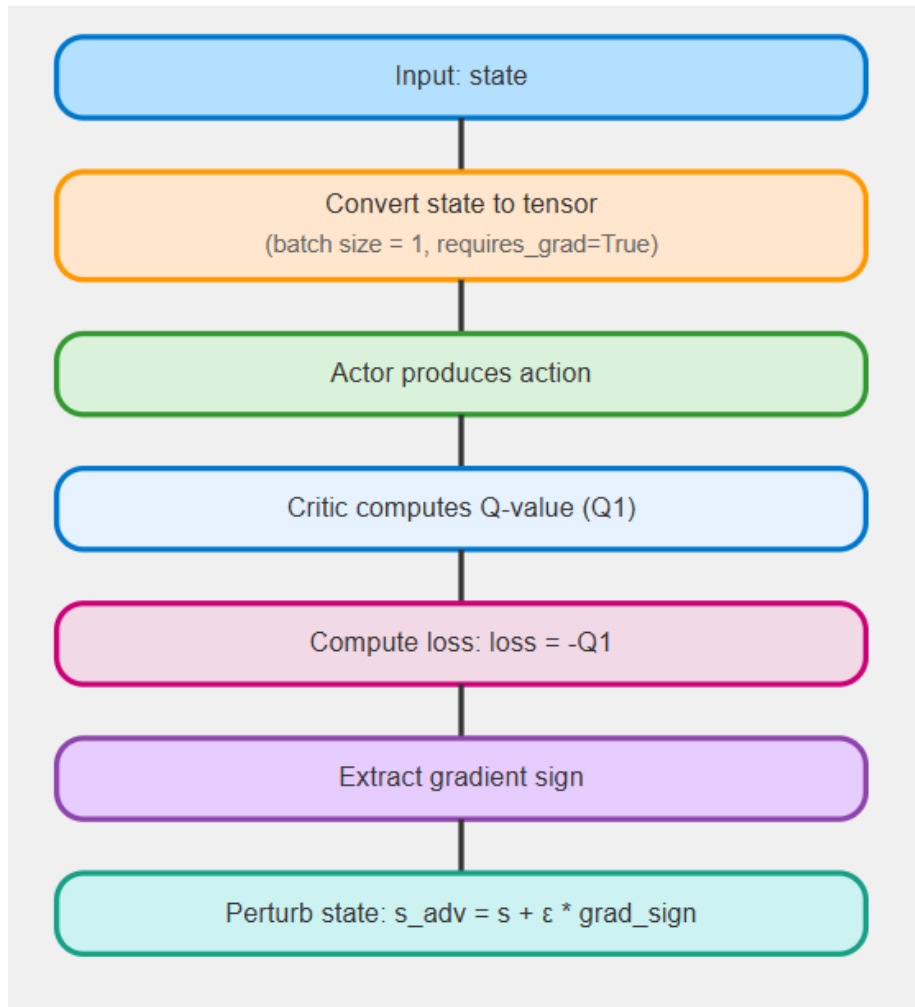 Input: state
Convert state to tensor
(batch size = 1, requires_grad=True)
Actor produces action
Critic computes Q-value (Q1)
Compute loss: loss = -Q1
Extract gradient sign
Perturb state: s_adv = s + ε * grad_sign